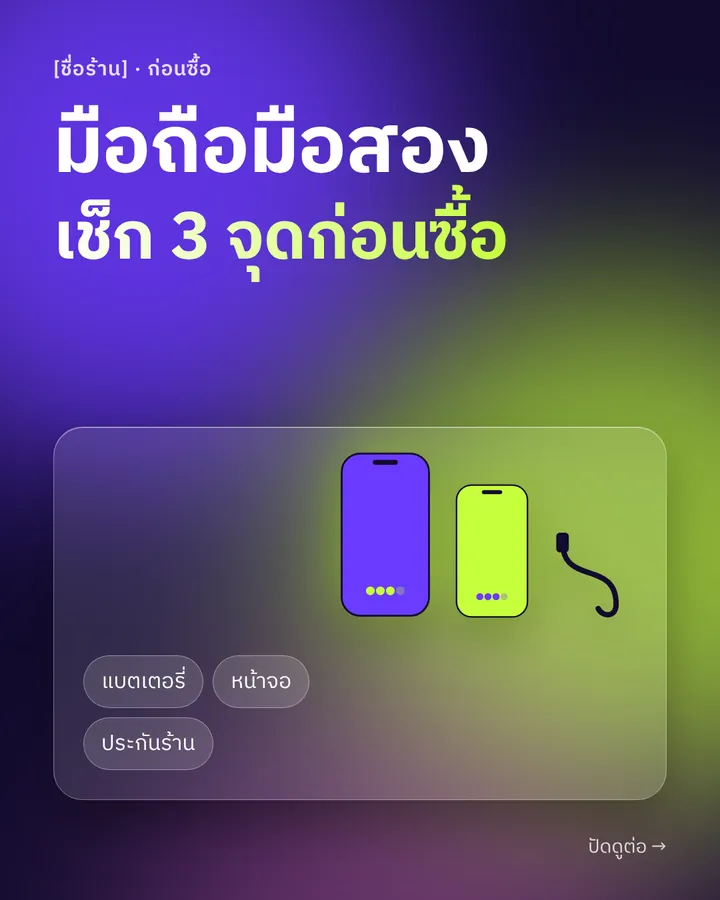 [ชื่อร้าน] · ก่อนซื้อ
มือถือมือสอง
เช็ก 3 จุดก่อนซื้อ
แบตเตอรี่
หน้าจอ
ประกันร้าน
ปัดดูต่อ →